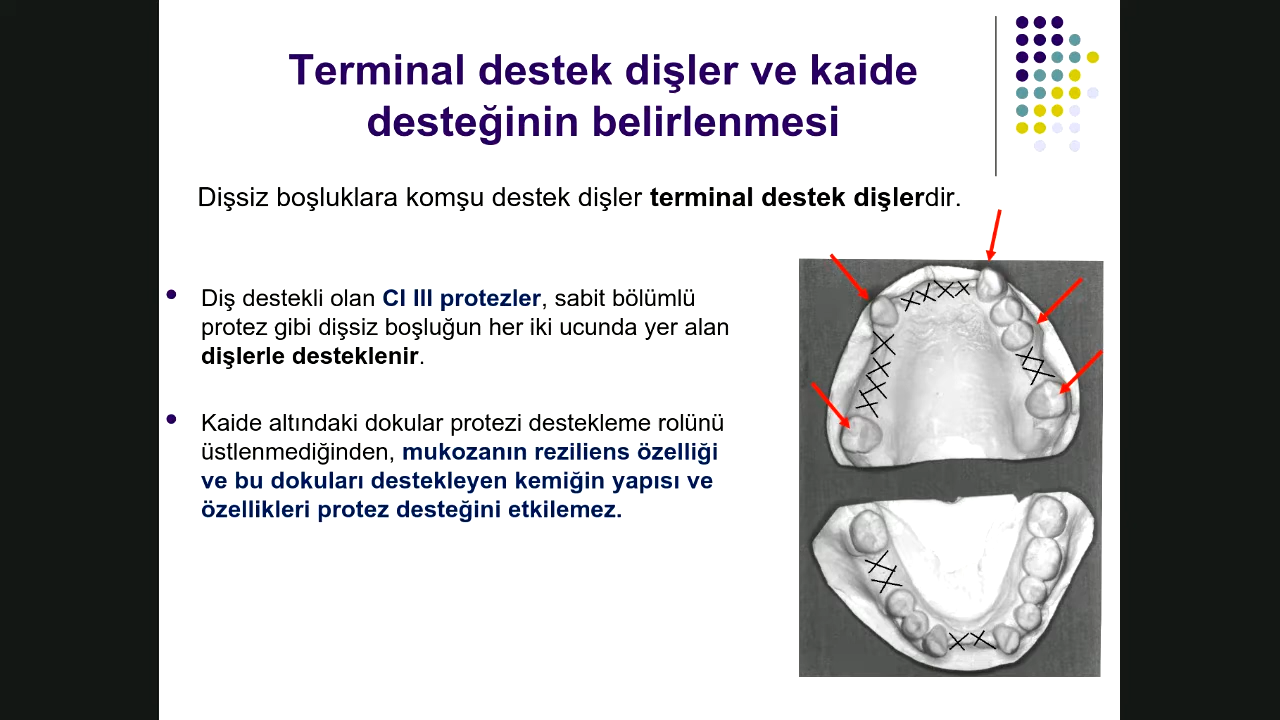 Terminal destek dişler ve kaide
desteğinin belirlenmesi
Dişsiz boşluklara komşu destek dişler terminal destek dişlerdir.
Diş destekli olan Cl III protezler, sabit bölümlü
protez gibi dişsiz boşluğun her iki ucunda yer alan
dişlerle desteklenir.
Kaide altındaki dokular protezi destekleme rolünü
üstlenmediğinden, mukozanın reziliens özelliği
ve bu dokuları destekleyen kemiğin yapısı ve
özellikleri protez desteğini etkilemez.